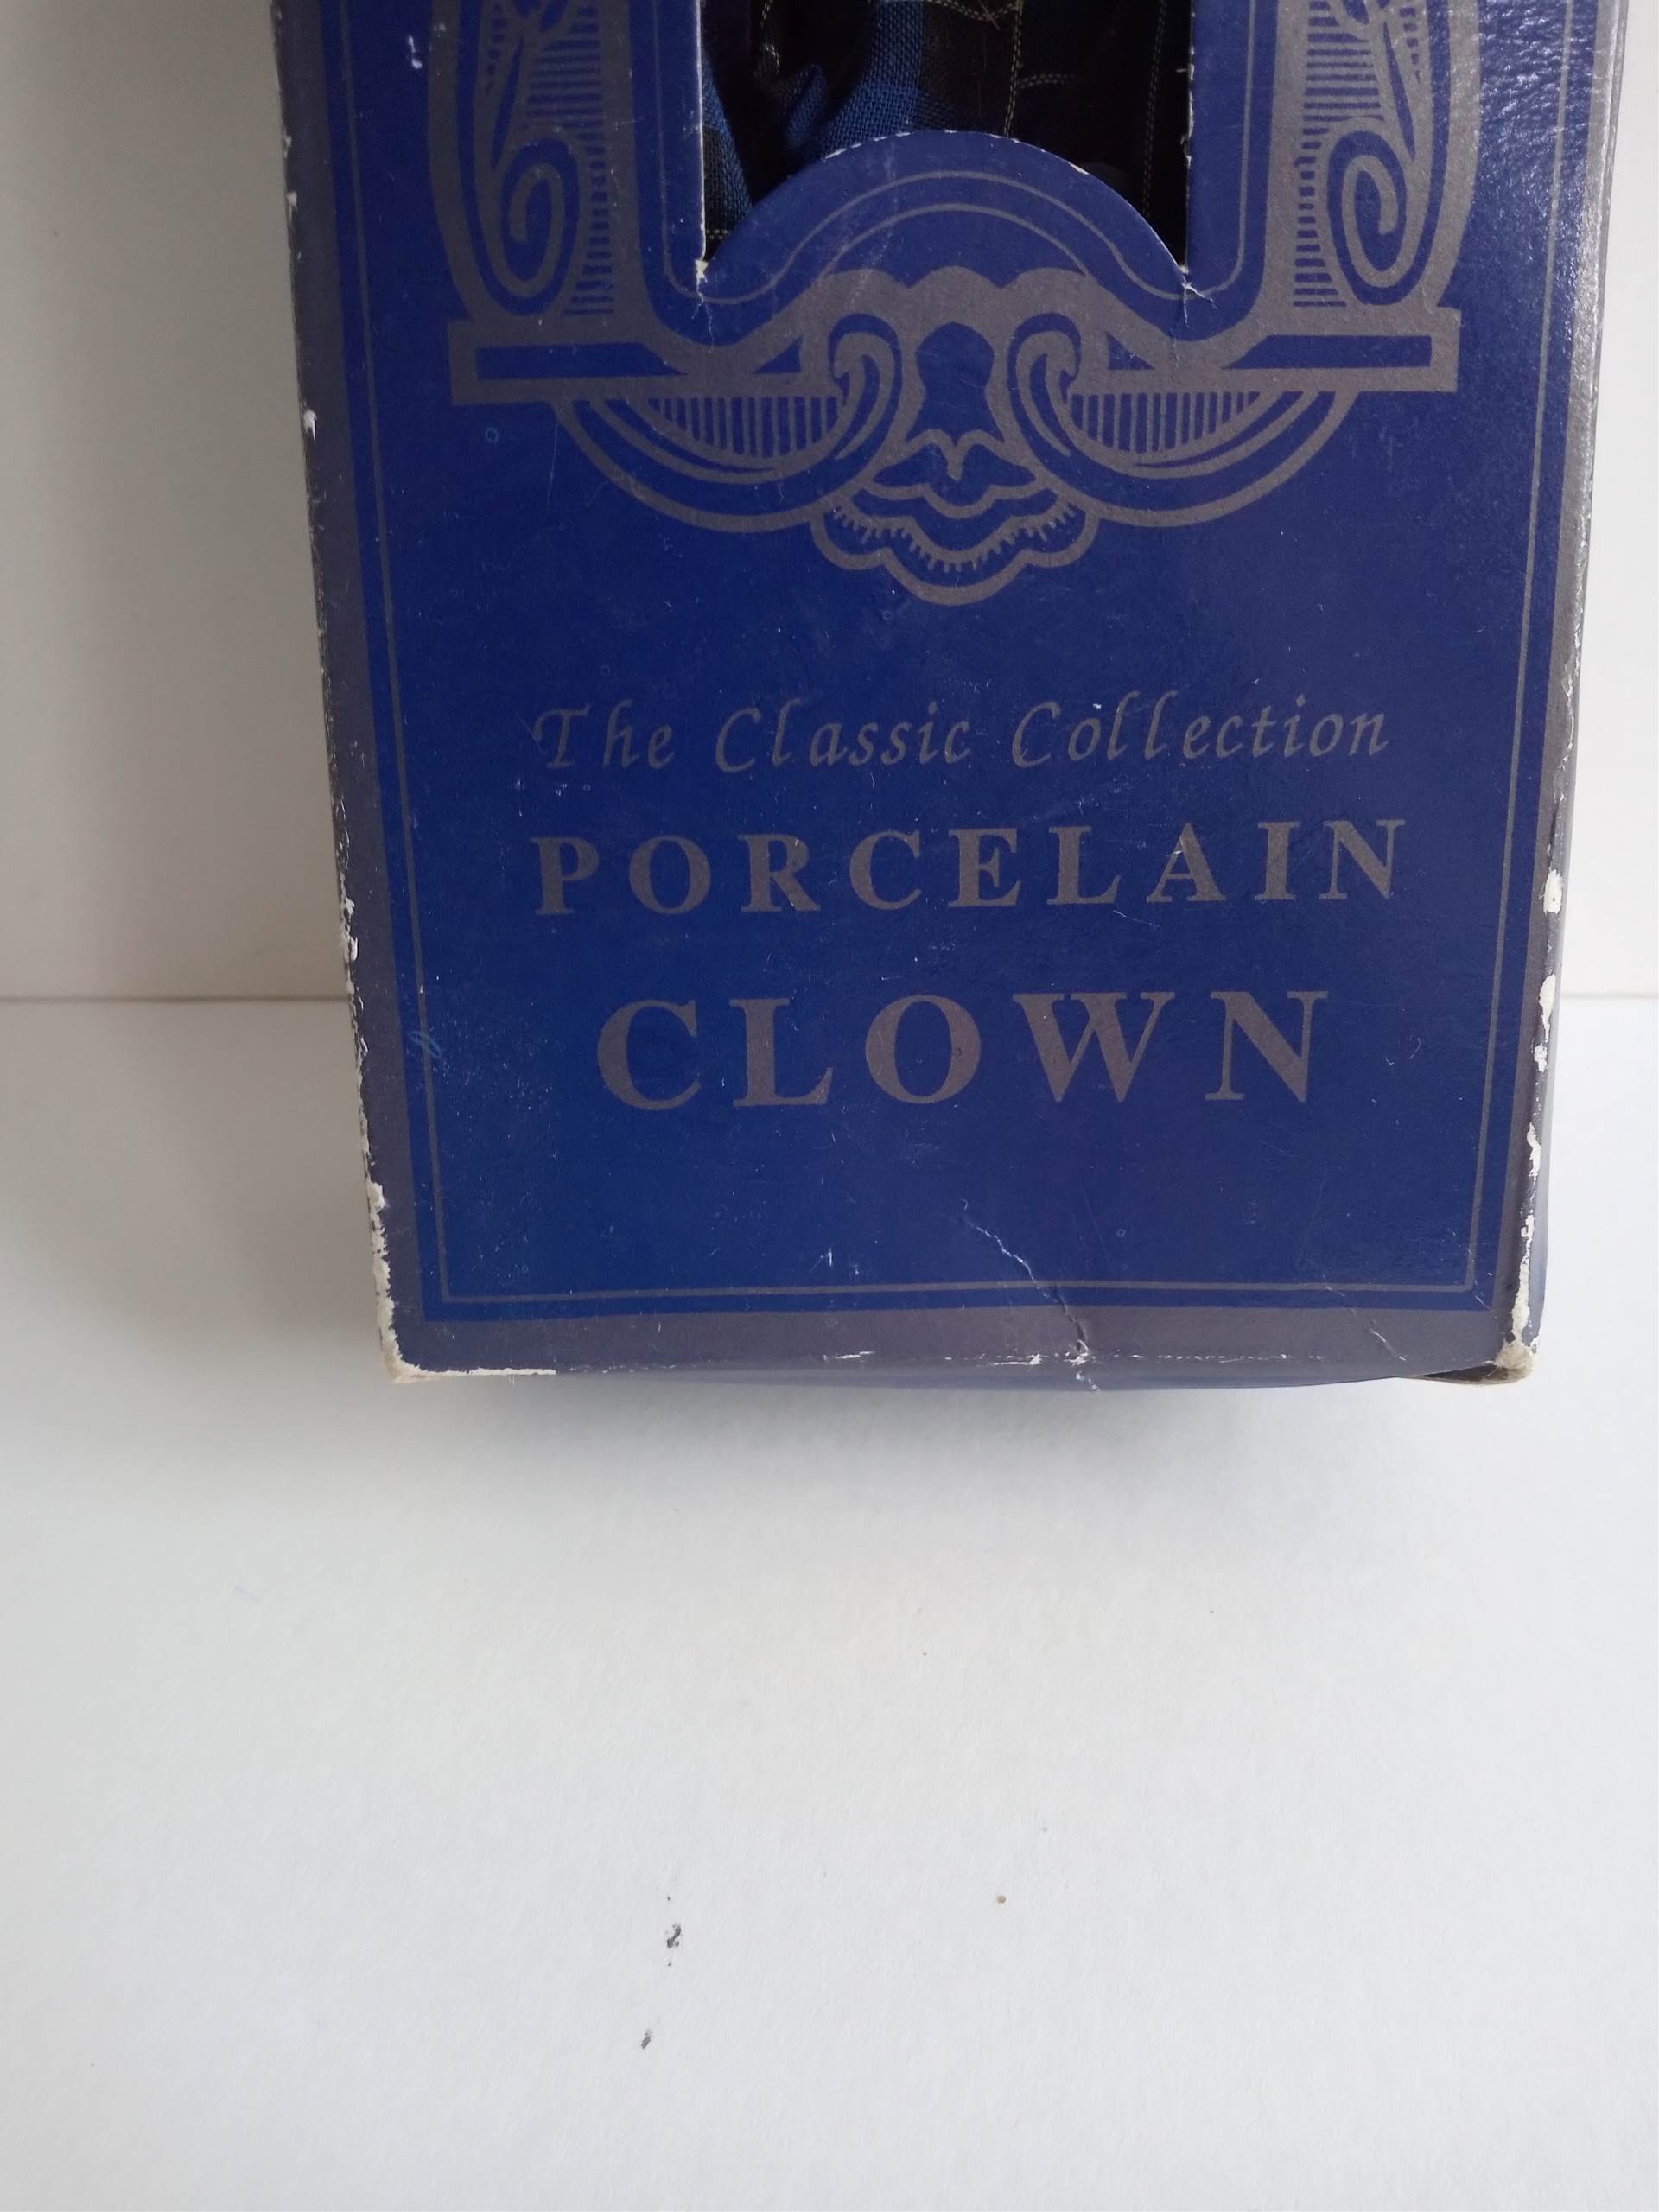 The Classic Collection
PORCELAIN
CLOWN